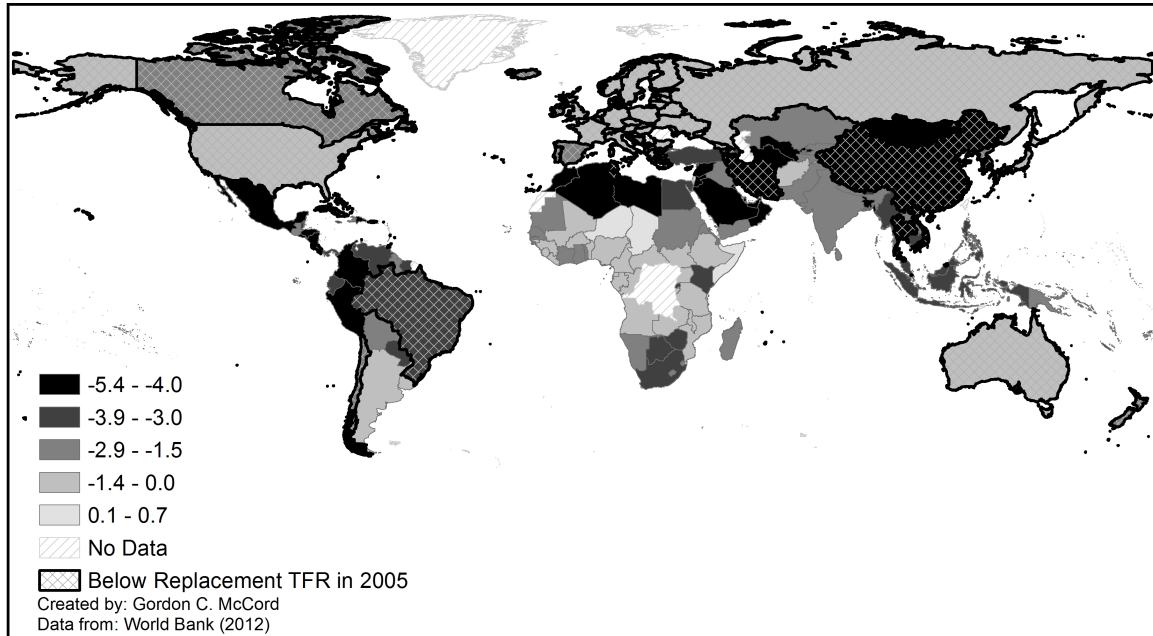 -5.4 - -4.0
-3.9 - -3.0
-2.9 - -1.5
-1.4 - 0.0
0.1 - 0.7
No Data
Below Replacement TFR in 2005
Created by: Gordon C. McCord
Data from: World Bank (2012)